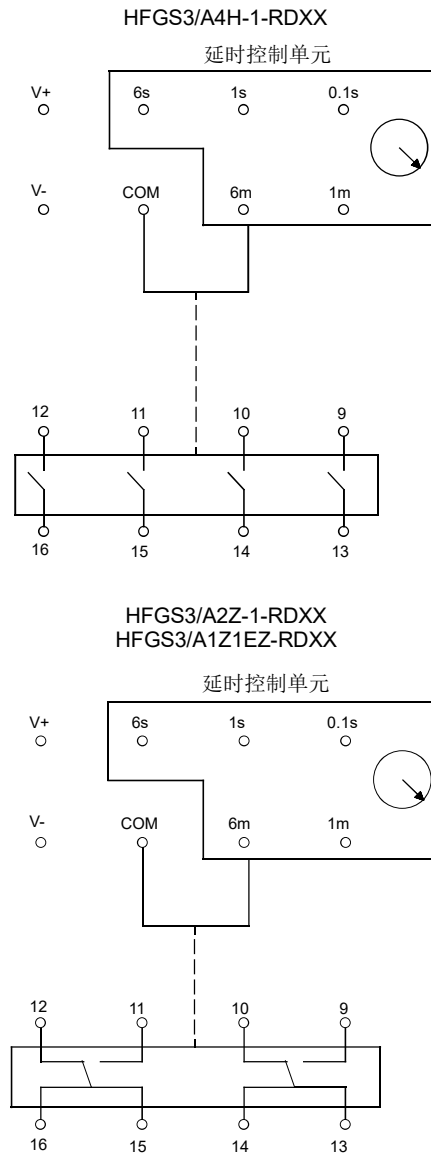 HFGS3/A4H-1-RDXX
延时控制单元
V+ 6s 1s 0.1s
V- COM 6m 1m
12 11 10 9
16 15 14 13
HFGS3/A2Z-1-RDXX
HFGS3/A1Z1EZ-RDXX
延时控制单元
V+ 6s 1s 0.1s
V- COM 6m 1m
12 11 10 9
16 15 14 13